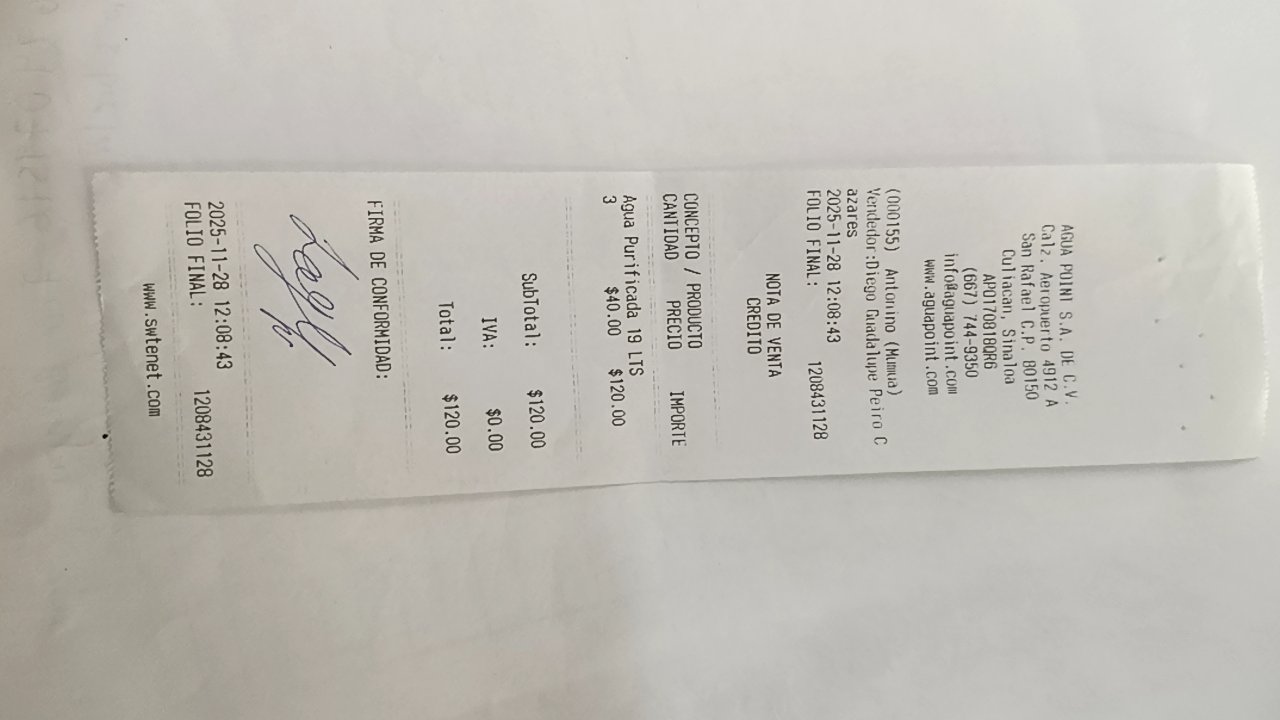 AGUA POINT S.A. DE C.V.
Calz. Aeropuerto 4912 A
San Rafael C.P. 80150
Culiacan, Sinaloa
APO170818QR6
(667) 744-9350
info@aguapoint.com
www.aguapoint.com
(000155) Antonino (Mumua)
Vendedor:Diego Guadalupe Peiro C
azares
2025-11-28 12:08:43
FOLIO FINAL: 1208431128
NOTA DE VENTA
CREDITO
CONCEPTO / PRODUCTO
CANTIDAD PRECIO IMPORTE
Agua Purificada 19 LTS
3 $40.00 $120.00
SubTotal: $120.00
IVA: $0.00
Total: $120.00
FIRMA DE CONFORMIDAD:
2025-11-28 12:08:43
FOLIO FINAL: 1208431128
www.swtenet.com